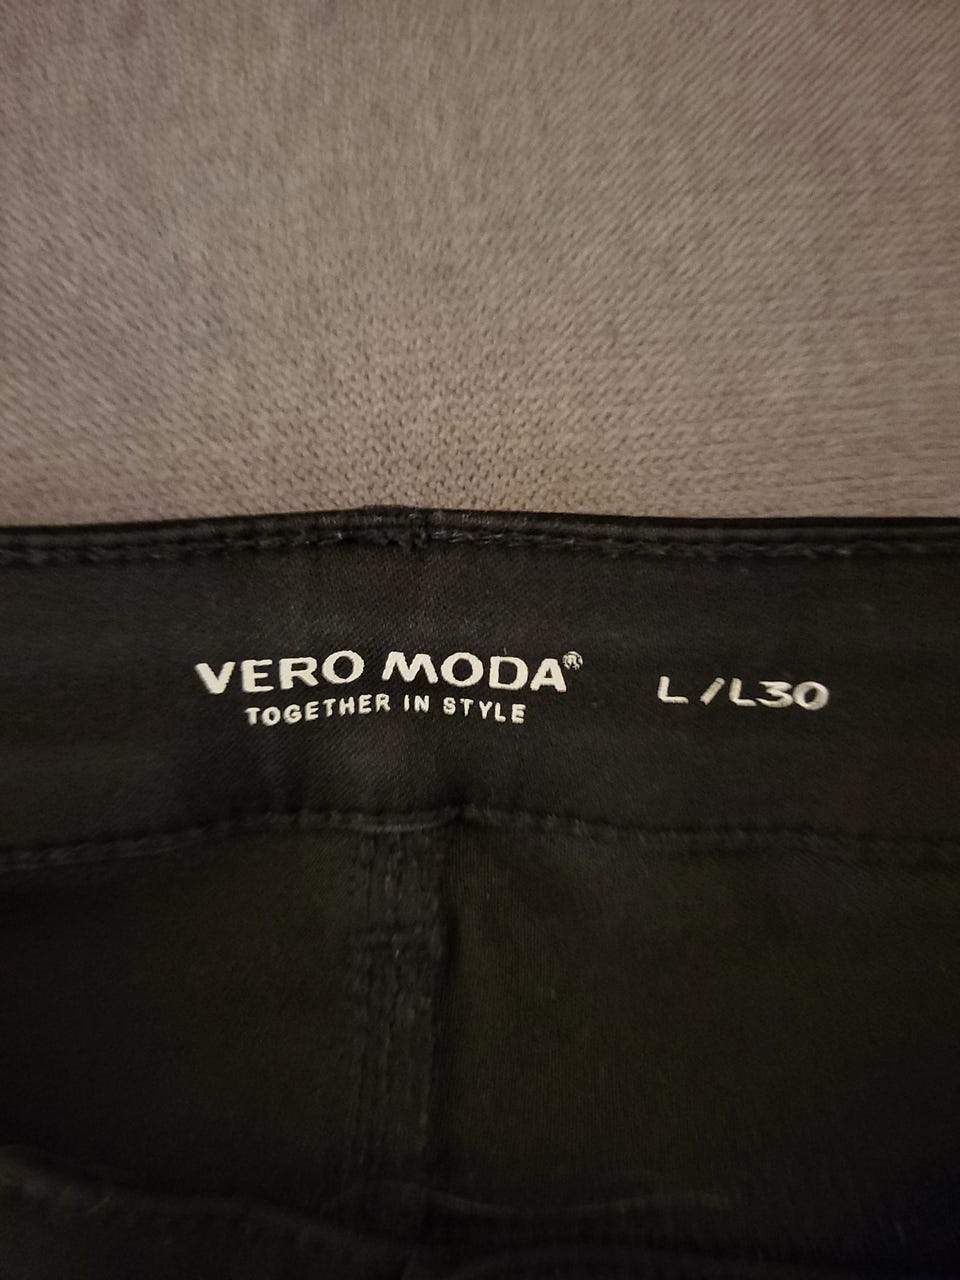 VERO MODA®
TOGETHER IN STYLE
L/L30